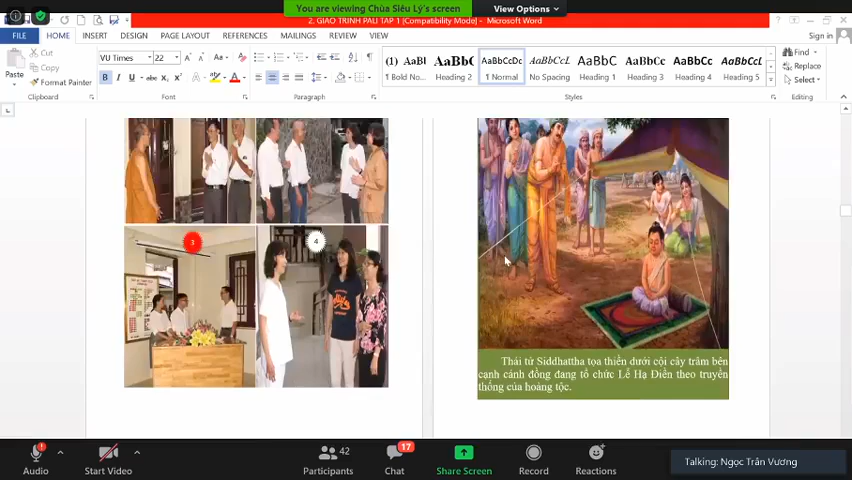 You are viewing Chùa Siêu Lý's screen
View Options
2. GIAO TRINH PALI TAP 1 [Compatibility Mode] - Microsoft Word
FILE HOME INSERT DESIGN PAGE LAYOUT REFERENCES MAILINGS REVIEW VIEW Sign in
Paste
Cut
Copy
Format Painter
Clipboard
VU Times 22
B I U abc X₂ X²
Font
Paragraph
(1) AaBl AaBbC AaBbCcDc AaBbCcL AaBbC AaBbCc AaBbCc AaBbCcL
1 Bold No... Heading 2 1 Normal No Spacing Heading 1 Heading 3 Heading 4 Heading 5
Styles
Find
Replace
Select
Editing
3
4
Thái tử Siddhattha tọa thiền dưới cội cây trâm bên
cạnh cánh đồng đang tổ chức Lễ Hạ Điền theo truyền
thống của hoàng tộc.
42
17
Audio Start Video Participants Chat Share Screen Record Reactions
Talking: Ngọc Trân Vương